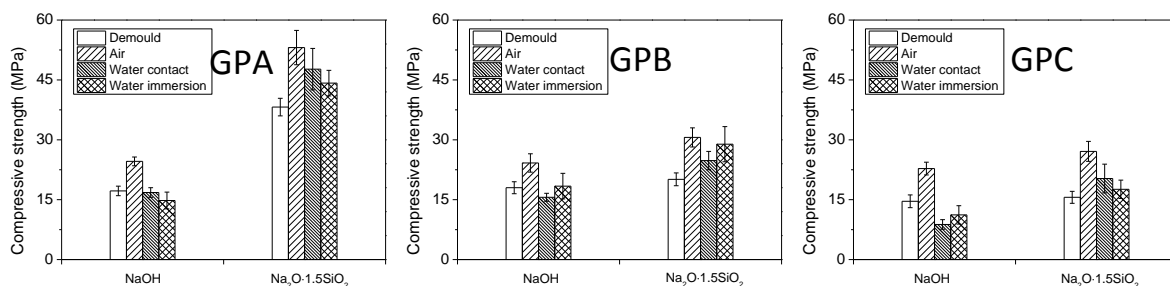 60
45
30
15
0
Compressive strength (MPa)
Demould
Air
Water contact
Water immersion
GPA
NaOH
Na₂O·1.5SiO₂
60
45
30
15
0
Compressive strength (MPa)
Demould
Air
Water contact
Water immersion
GPB
NaOH
Na₂O·1.5SiO₂
60
45
30
15
0
Compressive strength (MPa)
Demould
Air
Water contact
Water immersion
GPC
NaOH
Na₂O·1.5SiO₂